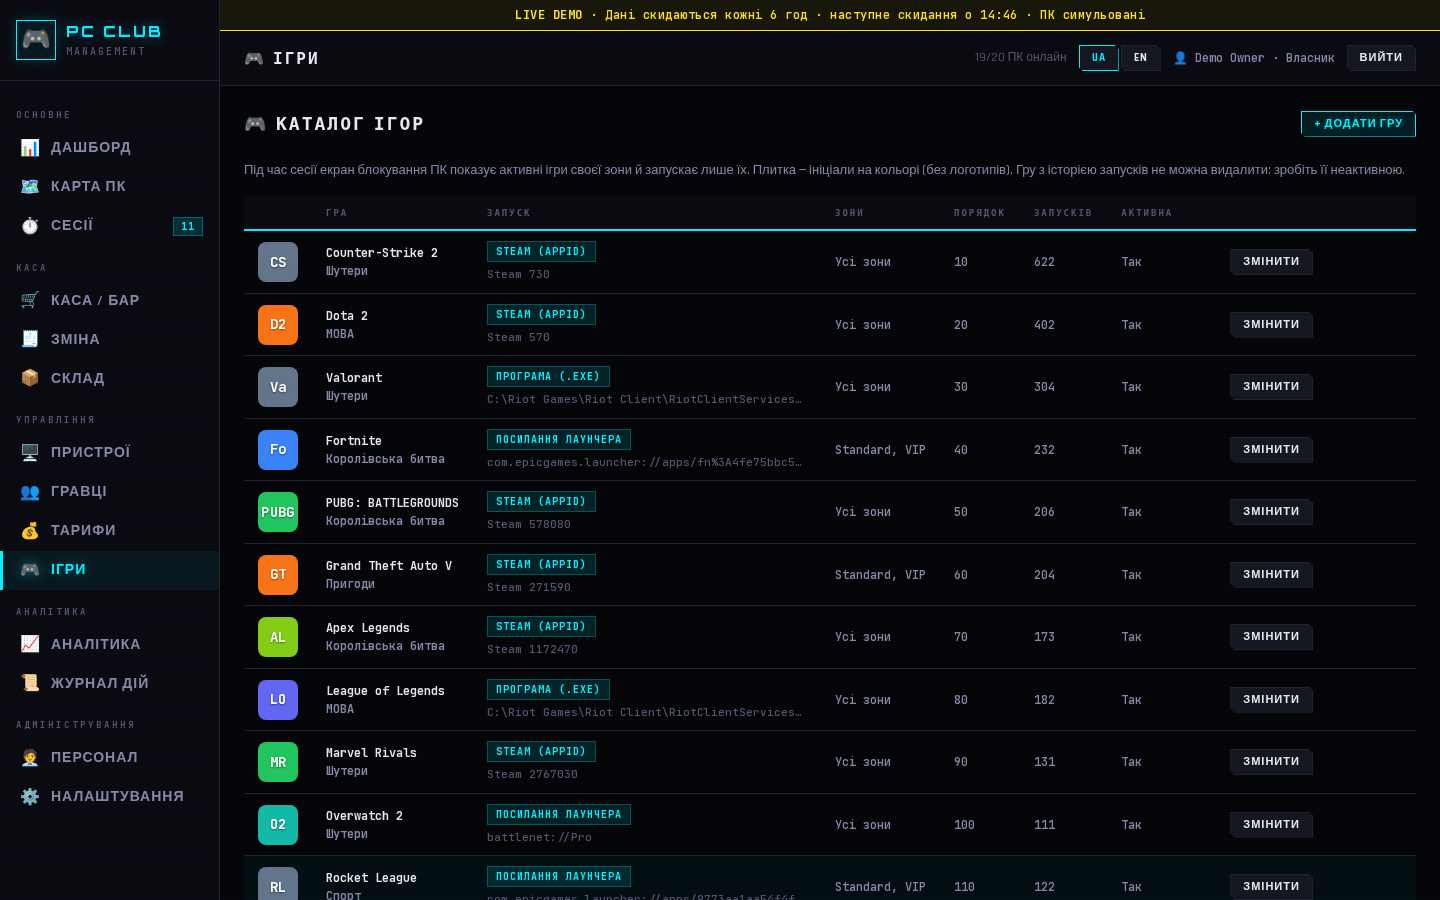 LIVE DEMO · Дані скидаються кожні 6 год · наступне скидання о 14:46 · ПК симульовані
PC CLUB
MANAGEMENT
🎮 ІГРИ
19/20 ПК онлайн
UA
EN
Demo Owner · Власник
ВИЙТИ
ОСНОВНЕ
ДАШБОРД
КАРТА ПК
СЕСІЇ
11
КАСА
КАСА / БАР
ЗМІНА
СКЛАД
УПРАВЛІННЯ
ПРИСТРОЇ
ГРАВЦІ
ТАРИФИ
ІГРИ
АНАЛІТИКА
АНАЛІТИКА
ЖУРНАЛ ДІЙ
АДМІНІСТРУВАННЯ
ПЕРСОНАЛ
НАЛАШТУВАННЯ
🎮 КАТАЛОГ ІГОР
+ ДОДАТИ ГРУ
Під час сесії екран блокування ПК показує активні ігри своєї зони й запускає лише їх. Плитка – ініціали на кольорі (без логотипів). Гру з історією запусків не можна видалити: зробіть її неактивною.
ГРА ЗАПУСК ЗОНИ ПОРЯДОК ЗАПУСКІВ АКТИВНА
CS Counter-Strike 2 STEAM (APPID) Усі зони 10 622 Так ЗМІНИТИ
Шутери Steam 730
D2 Dota 2 STEAM (APPID) Усі зони 20 402 Так ЗМІНИТИ
МОВА Steam 570
Va Valorant ПРОГРАМА (.EXE) Усі зони 30 304 Так ЗМІНИТИ
Шутери C:\Riot Games\Riot Client\RiotClientServices…
Fo Fortnite ПОСИЛАННЯ ЛАУНЧЕРА Standard, VIP 40 232 Так ЗМІНИТИ
Королівська битва com.epicgames.launcher://apps/fn%3A4fe75bbc5…
PUBG PUBG: BATTLEGROUNDS STEAM (APPID) Усі зони 50 206 Так ЗМІНИТИ
Королівська битва Steam 578080
GT Grand Theft Auto V STEAM (APPID) Standard, VIP 60 204 Так ЗМІНИТИ
Пригоди Steam 271590
AL Apex Legends STEAM (APPID) Усі зони 70 173 Так ЗМІНИТИ
Королівська битва Steam 1172470
LO League of Legends ПРОГРАМА (.EXE) Усі зони 80 182 Так ЗМІНИТИ
МОВА C:\Riot Games\Riot Client\RiotClientServices…
MR Marvel Rivals STEAM (APPID) Усі зони 90 131 Так ЗМІНИТИ
Шутери Steam 2767030
O2 Overwatch 2 ПОСИЛАННЯ ЛАУНЧЕРА Усі зони 100 111 Так ЗМІНИТИ
Шутери battlenet://Pro
RL Rocket League ПОСИЛАННЯ ЛАУНЧЕРА Standard, VIP 110 122 Так ЗМІНИТИ
Спорт